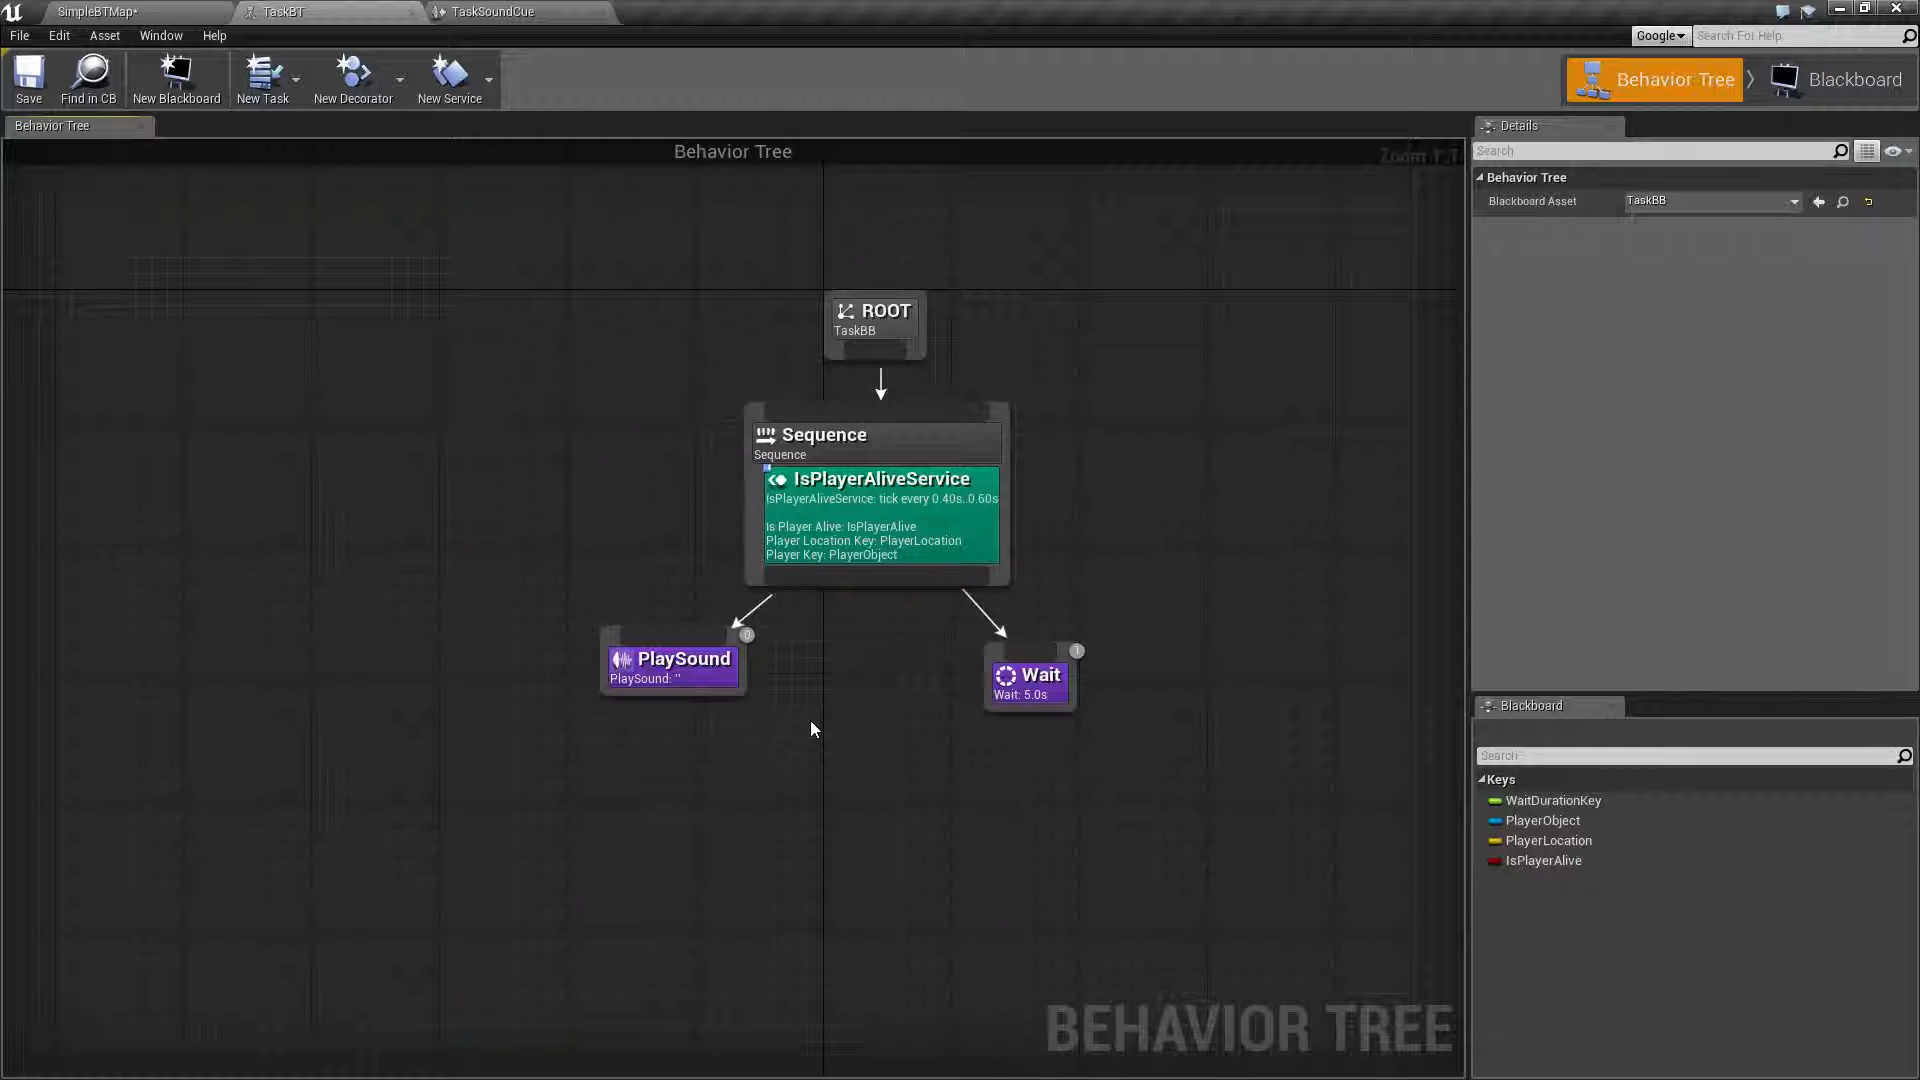 SimpleBTMap*
TaskBT
TaskSoundCue
File
Edit
Asset
Window
Help
Google
Search For Help
Save
Find in CB
New Blackboard
New Task
New Decorator
New Service
Behavior Tree
Blackboard
Behavior Tree
Details
Behavior Tree
Search
Behavior Tree
Blackboard Asset
TaskBB
ROOT
TaskBB
Sequence
Sequence
IsPlayerAliveService
IsPlayerAliveService: tick every 0.40s..0.60s
Is Player Alive: IsPlayerAlive
Player Location Key: PlayerLocation
Player Key: PlayerObject
0
PlaySound
PlaySound: ''
1
Wait
Wait: 5.0s
Blackboard
Search
Keys
WaitDurationKey
PlayerObject
PlayerLocation
IsPlayerAlive
BEHAVIOR TREE